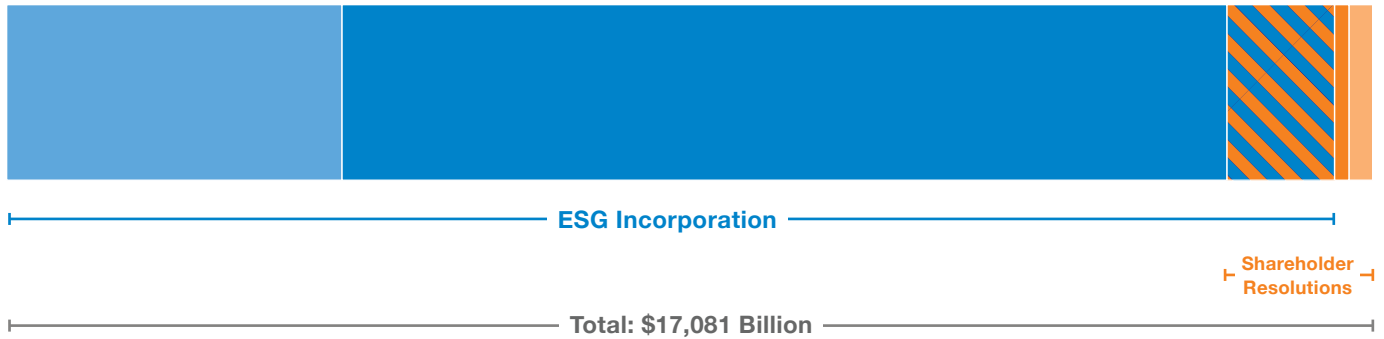 ESG Incorporation
Shareholder
Resolutions
Total: $17,081 Billion